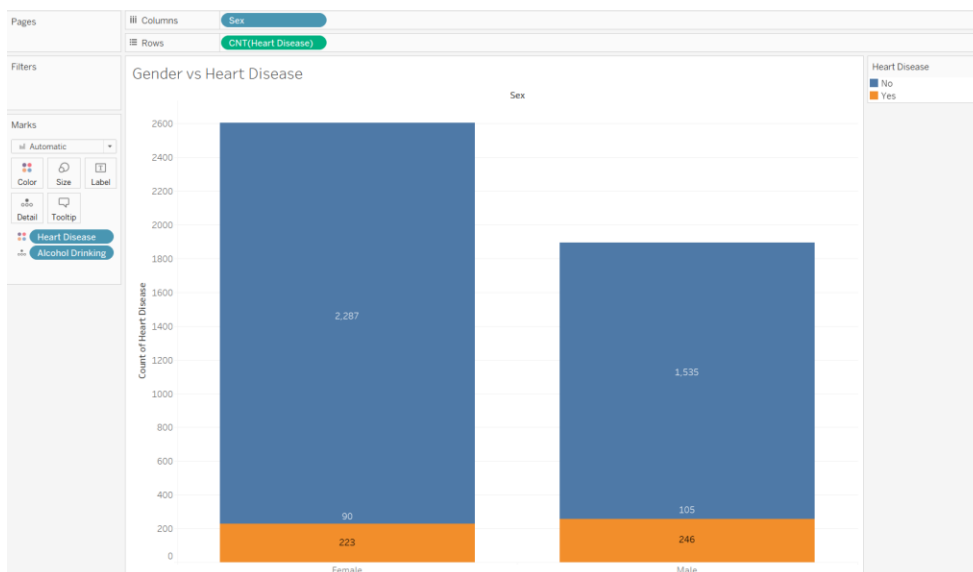 Pages
Columns
Sex
Rows
CNT(Heart Disease)
Filters
Marks
Automatic
Color
Size
Label
Detail
Tooltip
Heart Disease
Alcohol Drinking
Gender vs Heart Disease
Sex
Count of Heart Disease
2600
2400
2200
2000
1800
1600
1400
1200
1000
800
600
400
200
0
2,287
90
223
1,535
105
246
Female
Male
Heart Disease
No
Yes